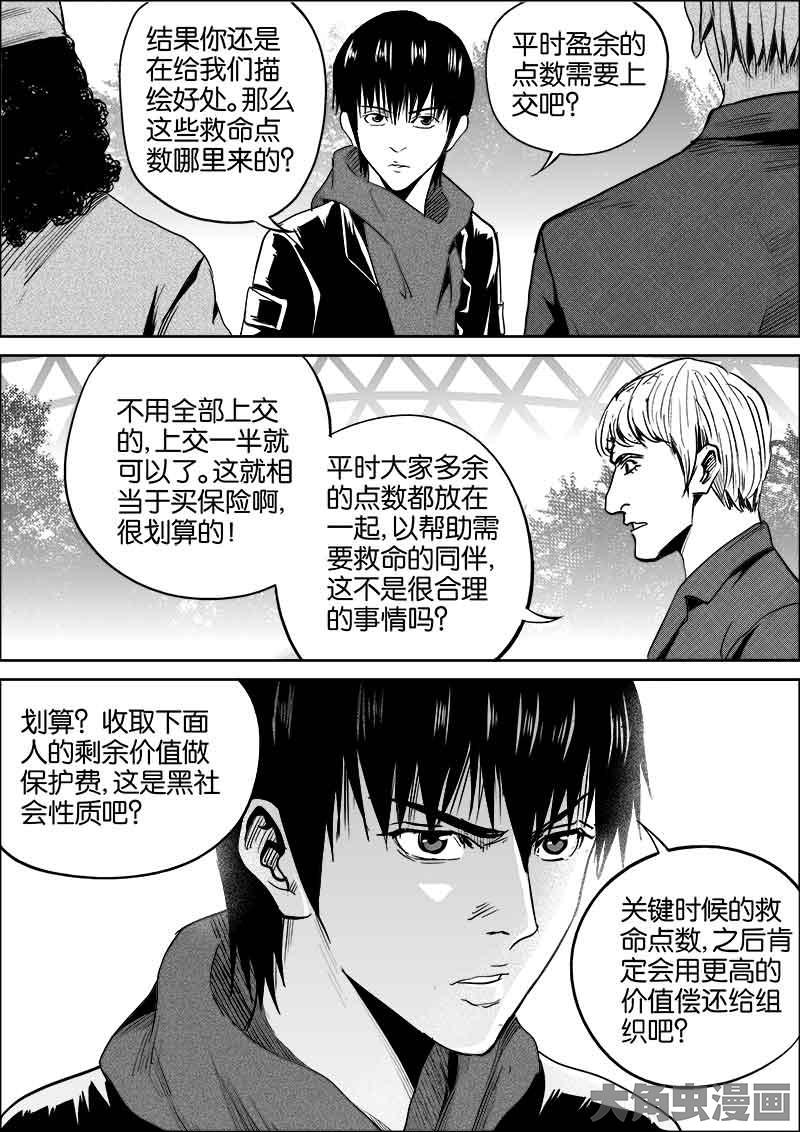 结果你还是
在给我们描
绘好处。那么
这些救命点
数哪里来的？
平时盈余的
点数需要上
交吧？
不用全部上交
的，上交一半就
可以了。这就相
当于买保险啊，
很划算的！
平时大家多余
的点数都放在
一起，以帮助需
要救命的同伴，
这不是很合理
的事情吗？
划算？收取下面
人的剩余价值做
保护费，这是黑社
会性质吧？
关键时候的救
命点数，之后肯
定会用更高的
价值偿还给组
织吧？
大角虫漫画